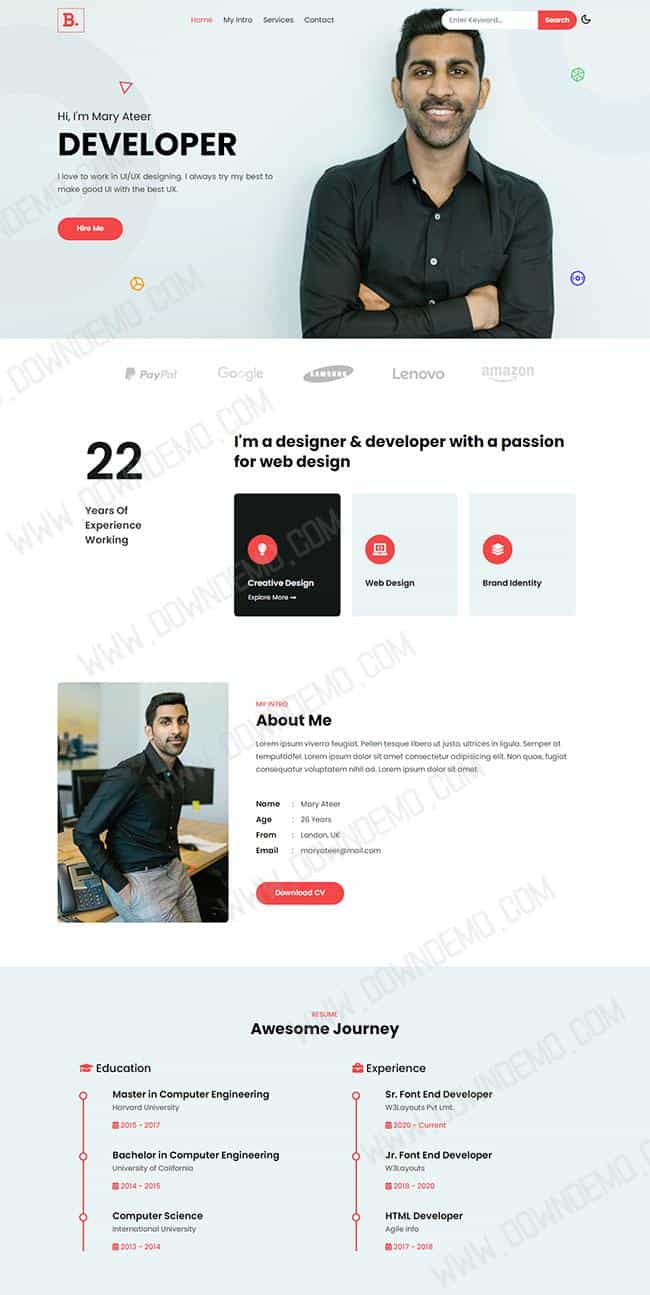 B.
Home My Intro Services Contact
Enter Keyword... Search
Hi, I'm Mary Ateer
DEVELOPER
I love to work in UI/UX designing. I always try my best to
make good UI with the best UX.
Hire Me
PayPal Google SAMSUNG Lenovo amazon
22
Years Of
Experience
Working
I'm a designer & developer with a passion
for web design
Creative Design
Explore More
Web Design
Brand Identity
MY INTRO
About Me
Lorem ipsum viverra feugiat. Pellen tesque libero ut justo, ultrices in ligula. Semper at
tempufddfel. Lorem ipsum dolor sit amet consectetur adipisicing elit. Non quae, fugiat
consequatur voluptatem nihil ad. Lorem ipsum dolor sit amet.
Name : Mary Ateer
Age : 26 Years
From : London, UK
Email : maryateer@mail.com
Download CV
RESUME
Awesome Journey
Education
Master in Computer Engineering
Harvard University
2015 - 2017
Bachelor in Computer Engineering
University of California
2014 - 2015
Computer Science
International University
2013 - 2014
Experience
Sr. Font End Developer
W3Layouts Pvt Lmt.
2020 - Current
Jr. Font End Developer
W3Layouts
2018 - 2020
HTML Developer
Agile Info
2017 - 2018
WWW.DOWNDEMO.COM